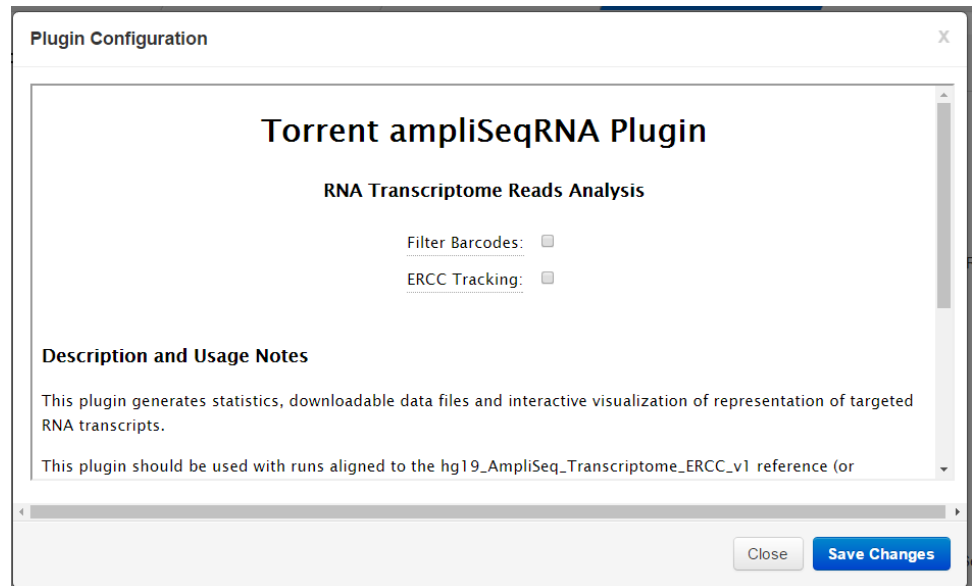 Plugin Configuration
X
Torrent ampliSeqRNA Plugin
RNA Transcriptome Reads Analysis
Filter Barcodes:
ERCC Tracking:
Description and Usage Notes
This plugin generates statistics, downloadable data files and interactive visualization of representation of targeted
RNA transcripts.
This plugin should be used with runs aligned to the hg19_AmpliSeq_Transcriptome_ERCC_v1 reference (or
Close
Save Changes